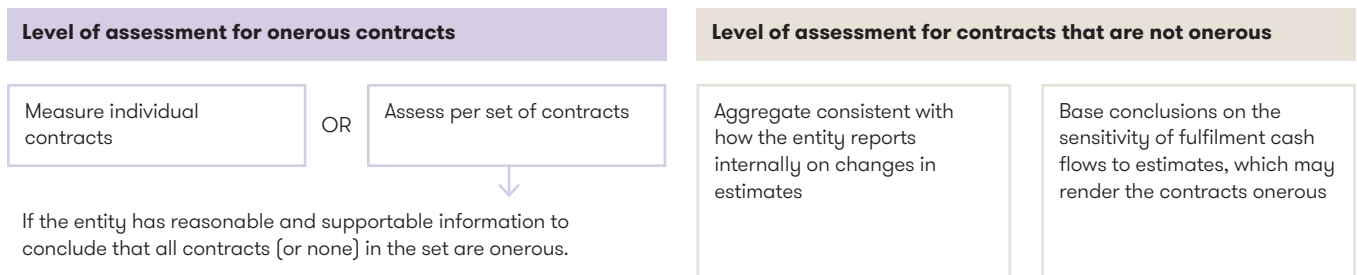 Level of assessment for onerous contracts
Level of assessment for contracts that are not onerous
Measure individual
contracts
OR
Assess per set of contracts
If the entity has reasonable and supportable information to
conclude that all contracts (or none) in the set are onerous.
Aggregate consistent with
how the entity reports
internally on changes in
estimates
Base conclusions on the
sensitivity of fulfilment cash
flows to estimates, which may
render the contracts onerous